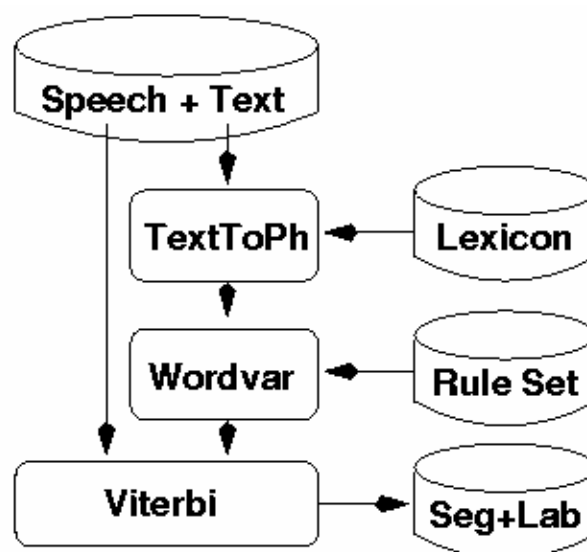 Speech + Text
TextToPh
Lexicon
Wordvar
Rule Set
Viterbi
Seg+Lab